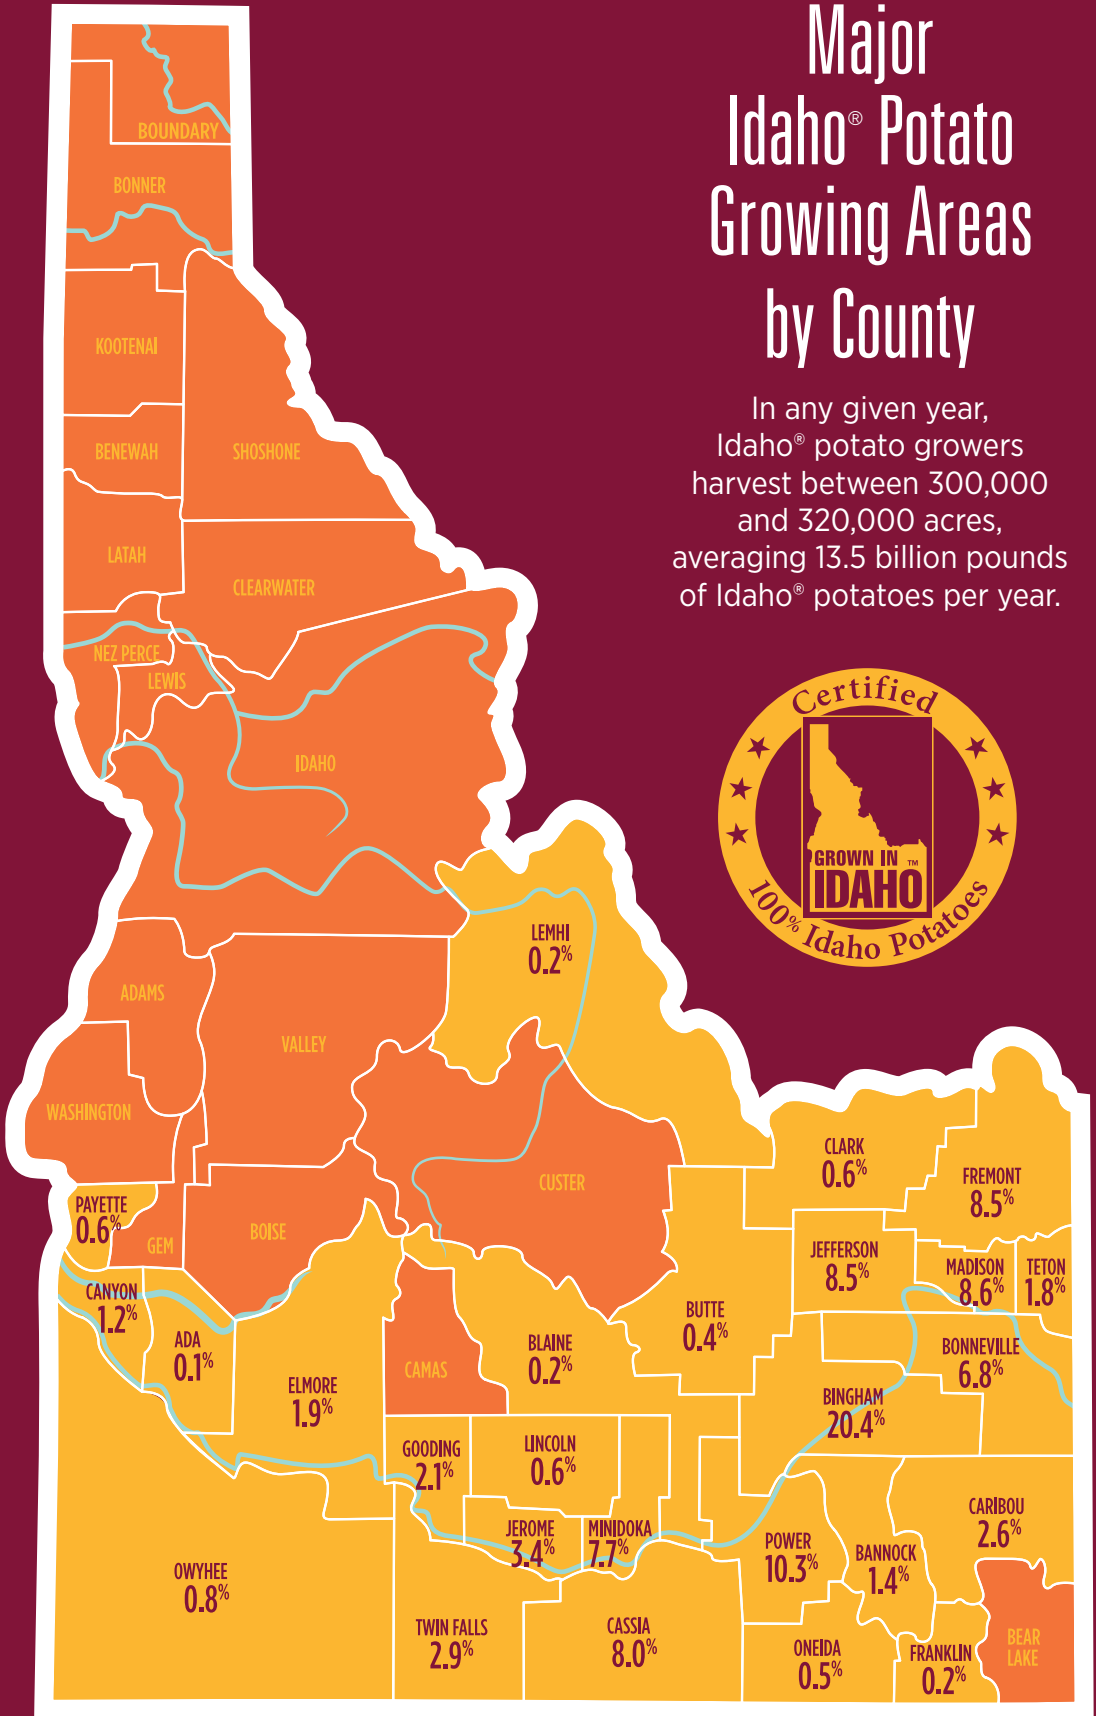 Major
Idaho® Potato
Growing Areas
by County
In any given year,
Idaho® potato growers
harvest between 300,000
and 320,000 acres,
averaging 13.5 billion pounds
of Idaho® potatoes per year.
Certified
GROWN IN ™
IDAHO
100% Idaho Potatoes
BOUNDARY
BONNER
KOOTENAI
BENEWAH
SHOSHONE
LATAH
CLEARWATER
NEZ PERCE
LEWIS
IDAHO
LEMHI
0.2%
ADAMS
VALLEY
WASHINGTON
CUSTER
CLARK
0.6%
FREMONT
8.5%
PAYETTE
0.6%
GEM
BOISE
JEFFERSON
8.5%
MADISON
8.6%
TETON
1.8%
CANYON
1.2%
ADA
0.1%
ELMORE
1.9%
CAMAS
BLAINE
0.2%
BUTTE
0.4%
BONNEVILLE
6.8%
BINGHAM
20.4%
GOODING
2.1%
LINCOLN
0.6%
JEROME
3.4%
MINIDOKA
7.7%
POWER
10.3%
BANNOCK
1.4%
CARIBOU
2.6%
OWYHEE
0.8%
TWIN FALLS
2.9%
CASSIA
8.0%
ONEIDA
0.5%
FRANKLIN
0.2%
BEAR
LAKE